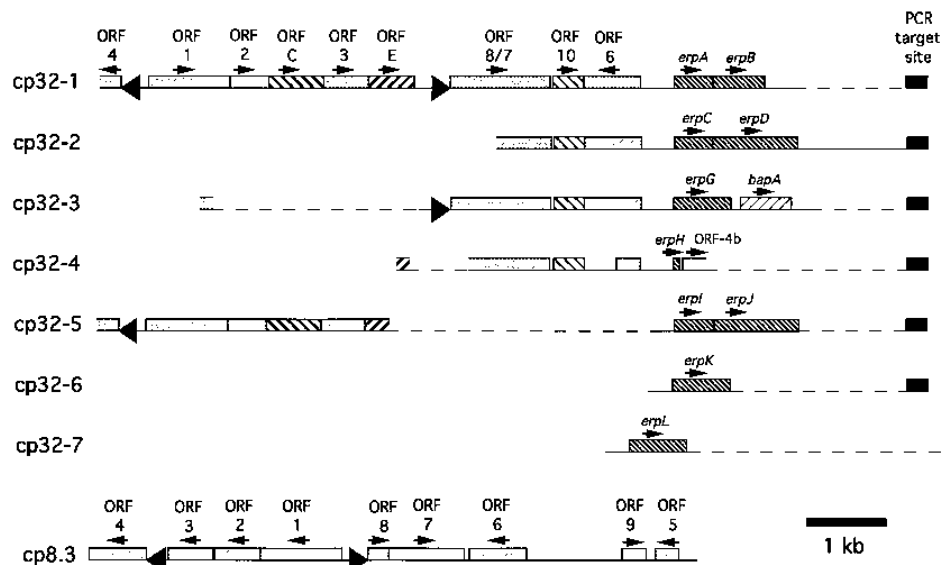 ORF 4 ORF 1 ORF 2 ORF C ORF 3 ORF E ORF 8/7 ORF 10 ORF 6 PCR target site
cp32-1 erpA erpB
cp32-2 erpC erpD
cp32-3 erpG bapA
cp32-4 erpH ORF-4b
cp32-5 erpI erpJ
cp32-6 erpK
cp32-7 erpL
ORF 4 ORF 3 ORF 2 ORF 1 ORF 8 ORF 7 ORF 6 ORF 9 ORF 5
cp8.3
1 kb